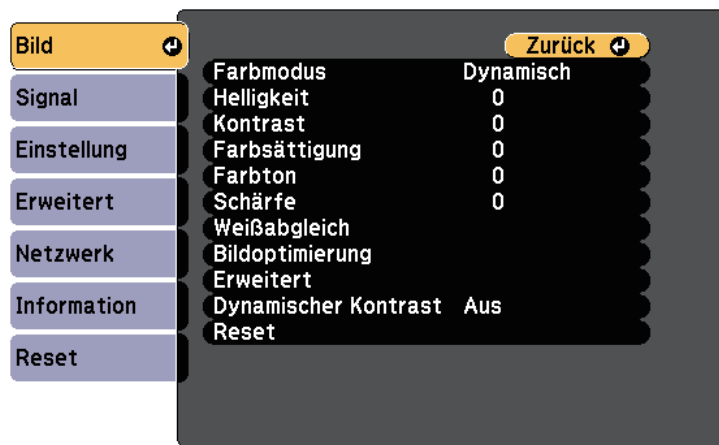 Bild
Signal
Einstellung
Erweitert
Netzwerk
Information
Reset
Zurück
Farbmodus Dynamisch
Helligkeit 0
Kontrast 0
Farbsättigung 0
Farbton 0
Schärfe 0
Weißabgleich
Bildoptimierung
Erweitert
Dynamischer Kontrast Aus
Reset